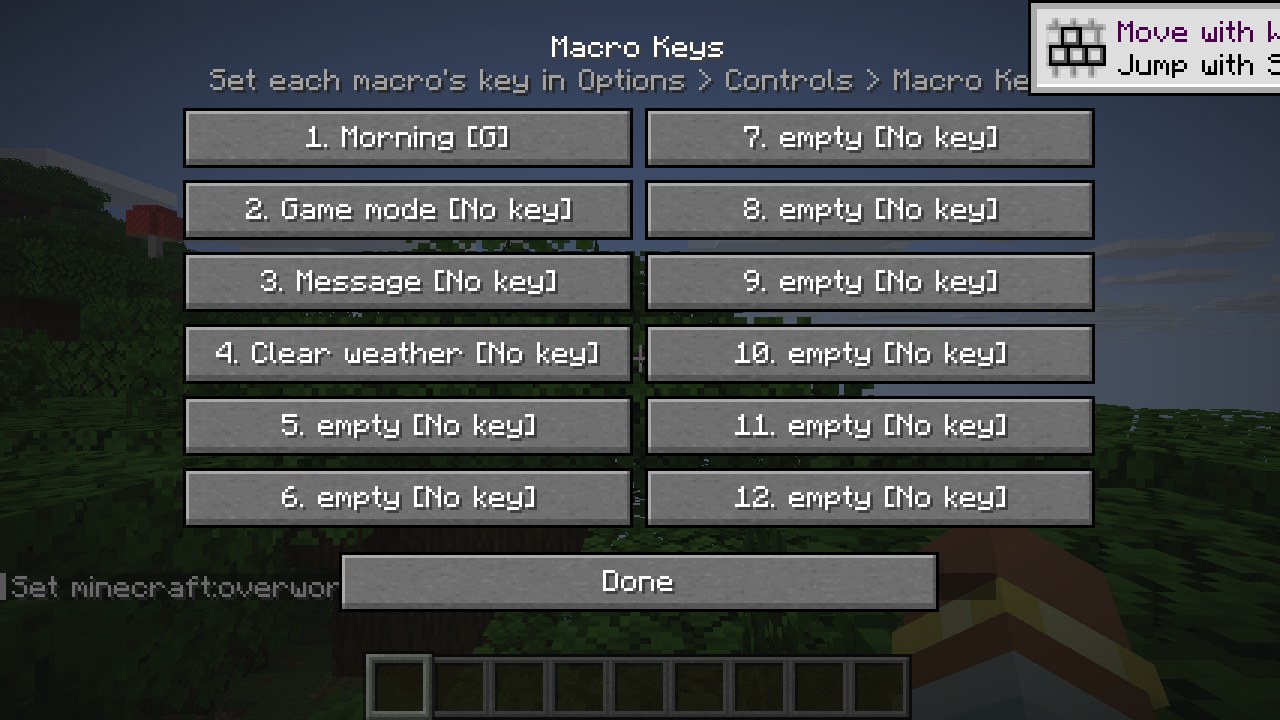 Macro Keys
Set each macro's key in Options > Controls > Macro
Move with
Jump with
1. Morning [G]
7. empty [No key]
2. Game mode [No key]
8. empty [No key]
3. Message [No key]
9. empty [No key]
4. Clear weather [No key]
10. empty [No key]
5. empty [No key]
11. empty [No key]
6. empty [No key]
12. empty [No key]
Set minecraft:overwor
Done